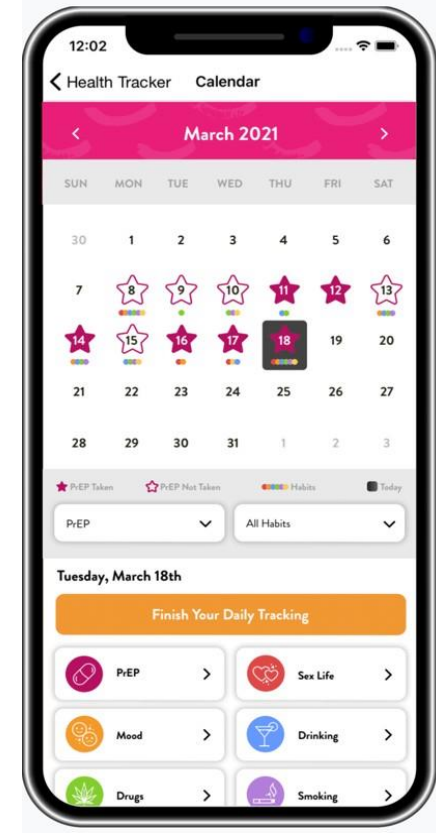 12:02
Health Tracker Calendar
March 2021
SUN MON TUE WED THU FRI SAT
30 1 2 3 4 5 6
7 8 9 10 11 12 13
14 15 16 17 18 19 20
21 22 23 24 25 26 27
28 29 30 31 1 2 3
PrEP Taken PrEP Not Taken Habits Today
PrEP All Habits
Tuesday, March 18th
Finish Your Daily Tracking
PrEP Sex Life
Mood Drinking
Drugs Smoking